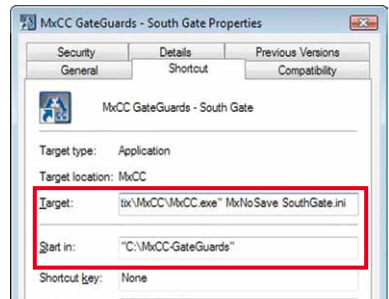 MxCC GateGuards - South Gate Properties
Security Details Previous Versions
General Shortcut Compatibility
MxCC GateGuards - South Gate
Target type: Application
Target location: MxCC
Target: tix\MxCC\MxCC.exe" MxNoSave SouthGate.ini
Start in: "C:\MxCC-GateGuards"
Shortcut key: None